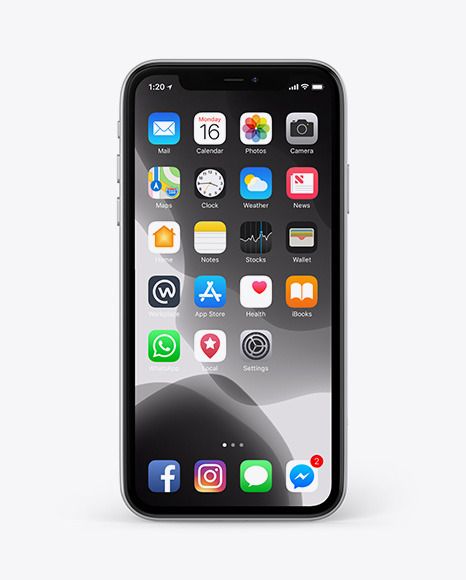 1:20
Monday
16
Mail Calendar Photos Camera
Maps Clock Weather News
Home Notes Stocks Wallet
Workplace App Store Health iBooks
WhatsApp Local Settings
2